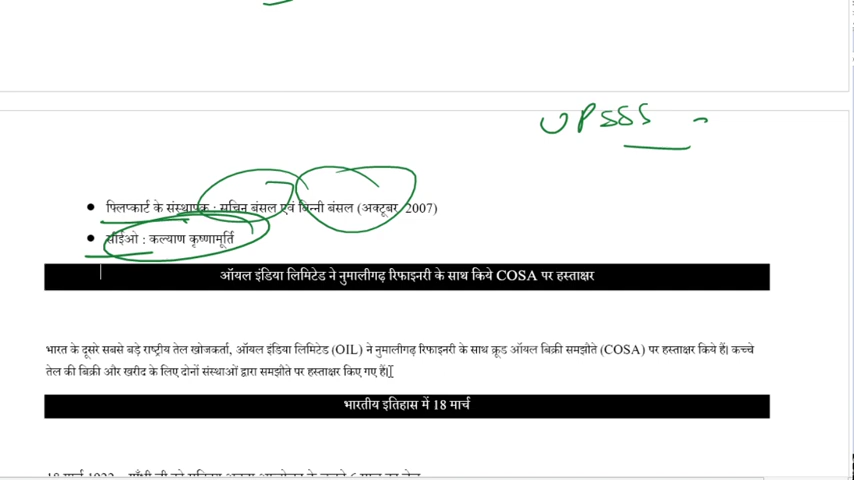 UPSSS
फ्लिप्कार्ट के संस्थापक : सचिन बंसल एवं बिन्नी बंसल (अक्टूबर 2007)
सीईओ : कल्याण कृष्णामूर्ति
ऑयल इंडिया लिमिटेड ने नुमालीगढ़ रिफाइनरी के साथ किये COSA पर हस्ताक्षर
भारत के दूसरे सबसे बड़े राष्ट्रीय तेल खोजकर्ता, ऑयल इंडिया लिमिटेड (OIL) ने नुमालीगढ़ रिफाइनरी के साथ क्रूड ऑयल बिक्री समझौते (COSA) पर हस्ताक्षर किये हैं। कच्चे
तेल की बिक्री और खरीद के लिए दोनों संस्थाओं द्वारा समझौते पर हस्ताक्षर किए गए हैं।
भारतीय इतिहास में 18 मार्च